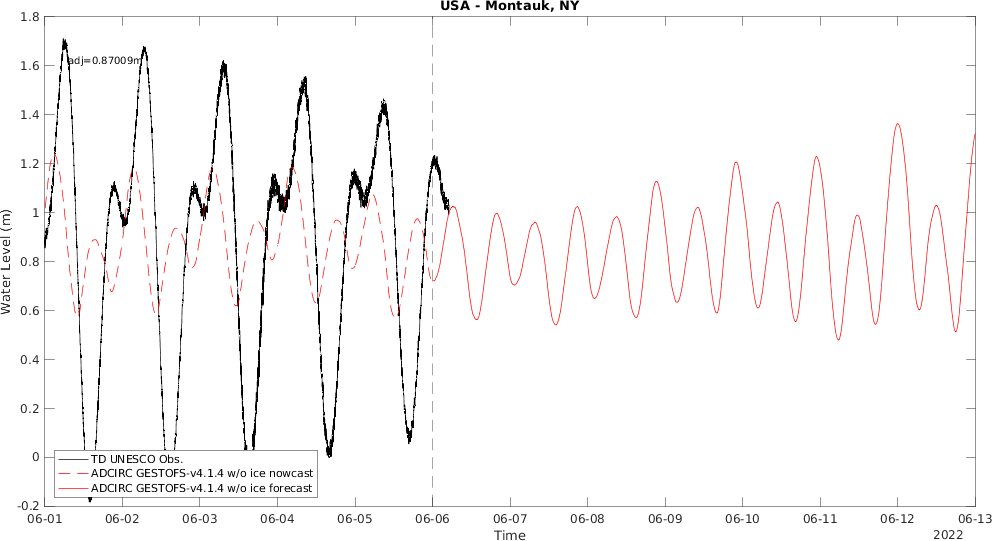 USA - Montauk, NY
adj=0.87009m
Water Level (m)
1.8
1.6
1.4
1.2
1
0.8
0.6
0.4
0.2
0
-0.2
TD UNESCO Obs.
ADCIRC GESTOFS-v4.1.4 w/o ice nowcast
ADCIRC GESTOFS-v4.1.4 w/o ice forecast
06-01 06-02 06-03 06-04 06-05 06-06 06-07 06-08 06-09 06-10 06-11 06-12 06-13
Time
2022